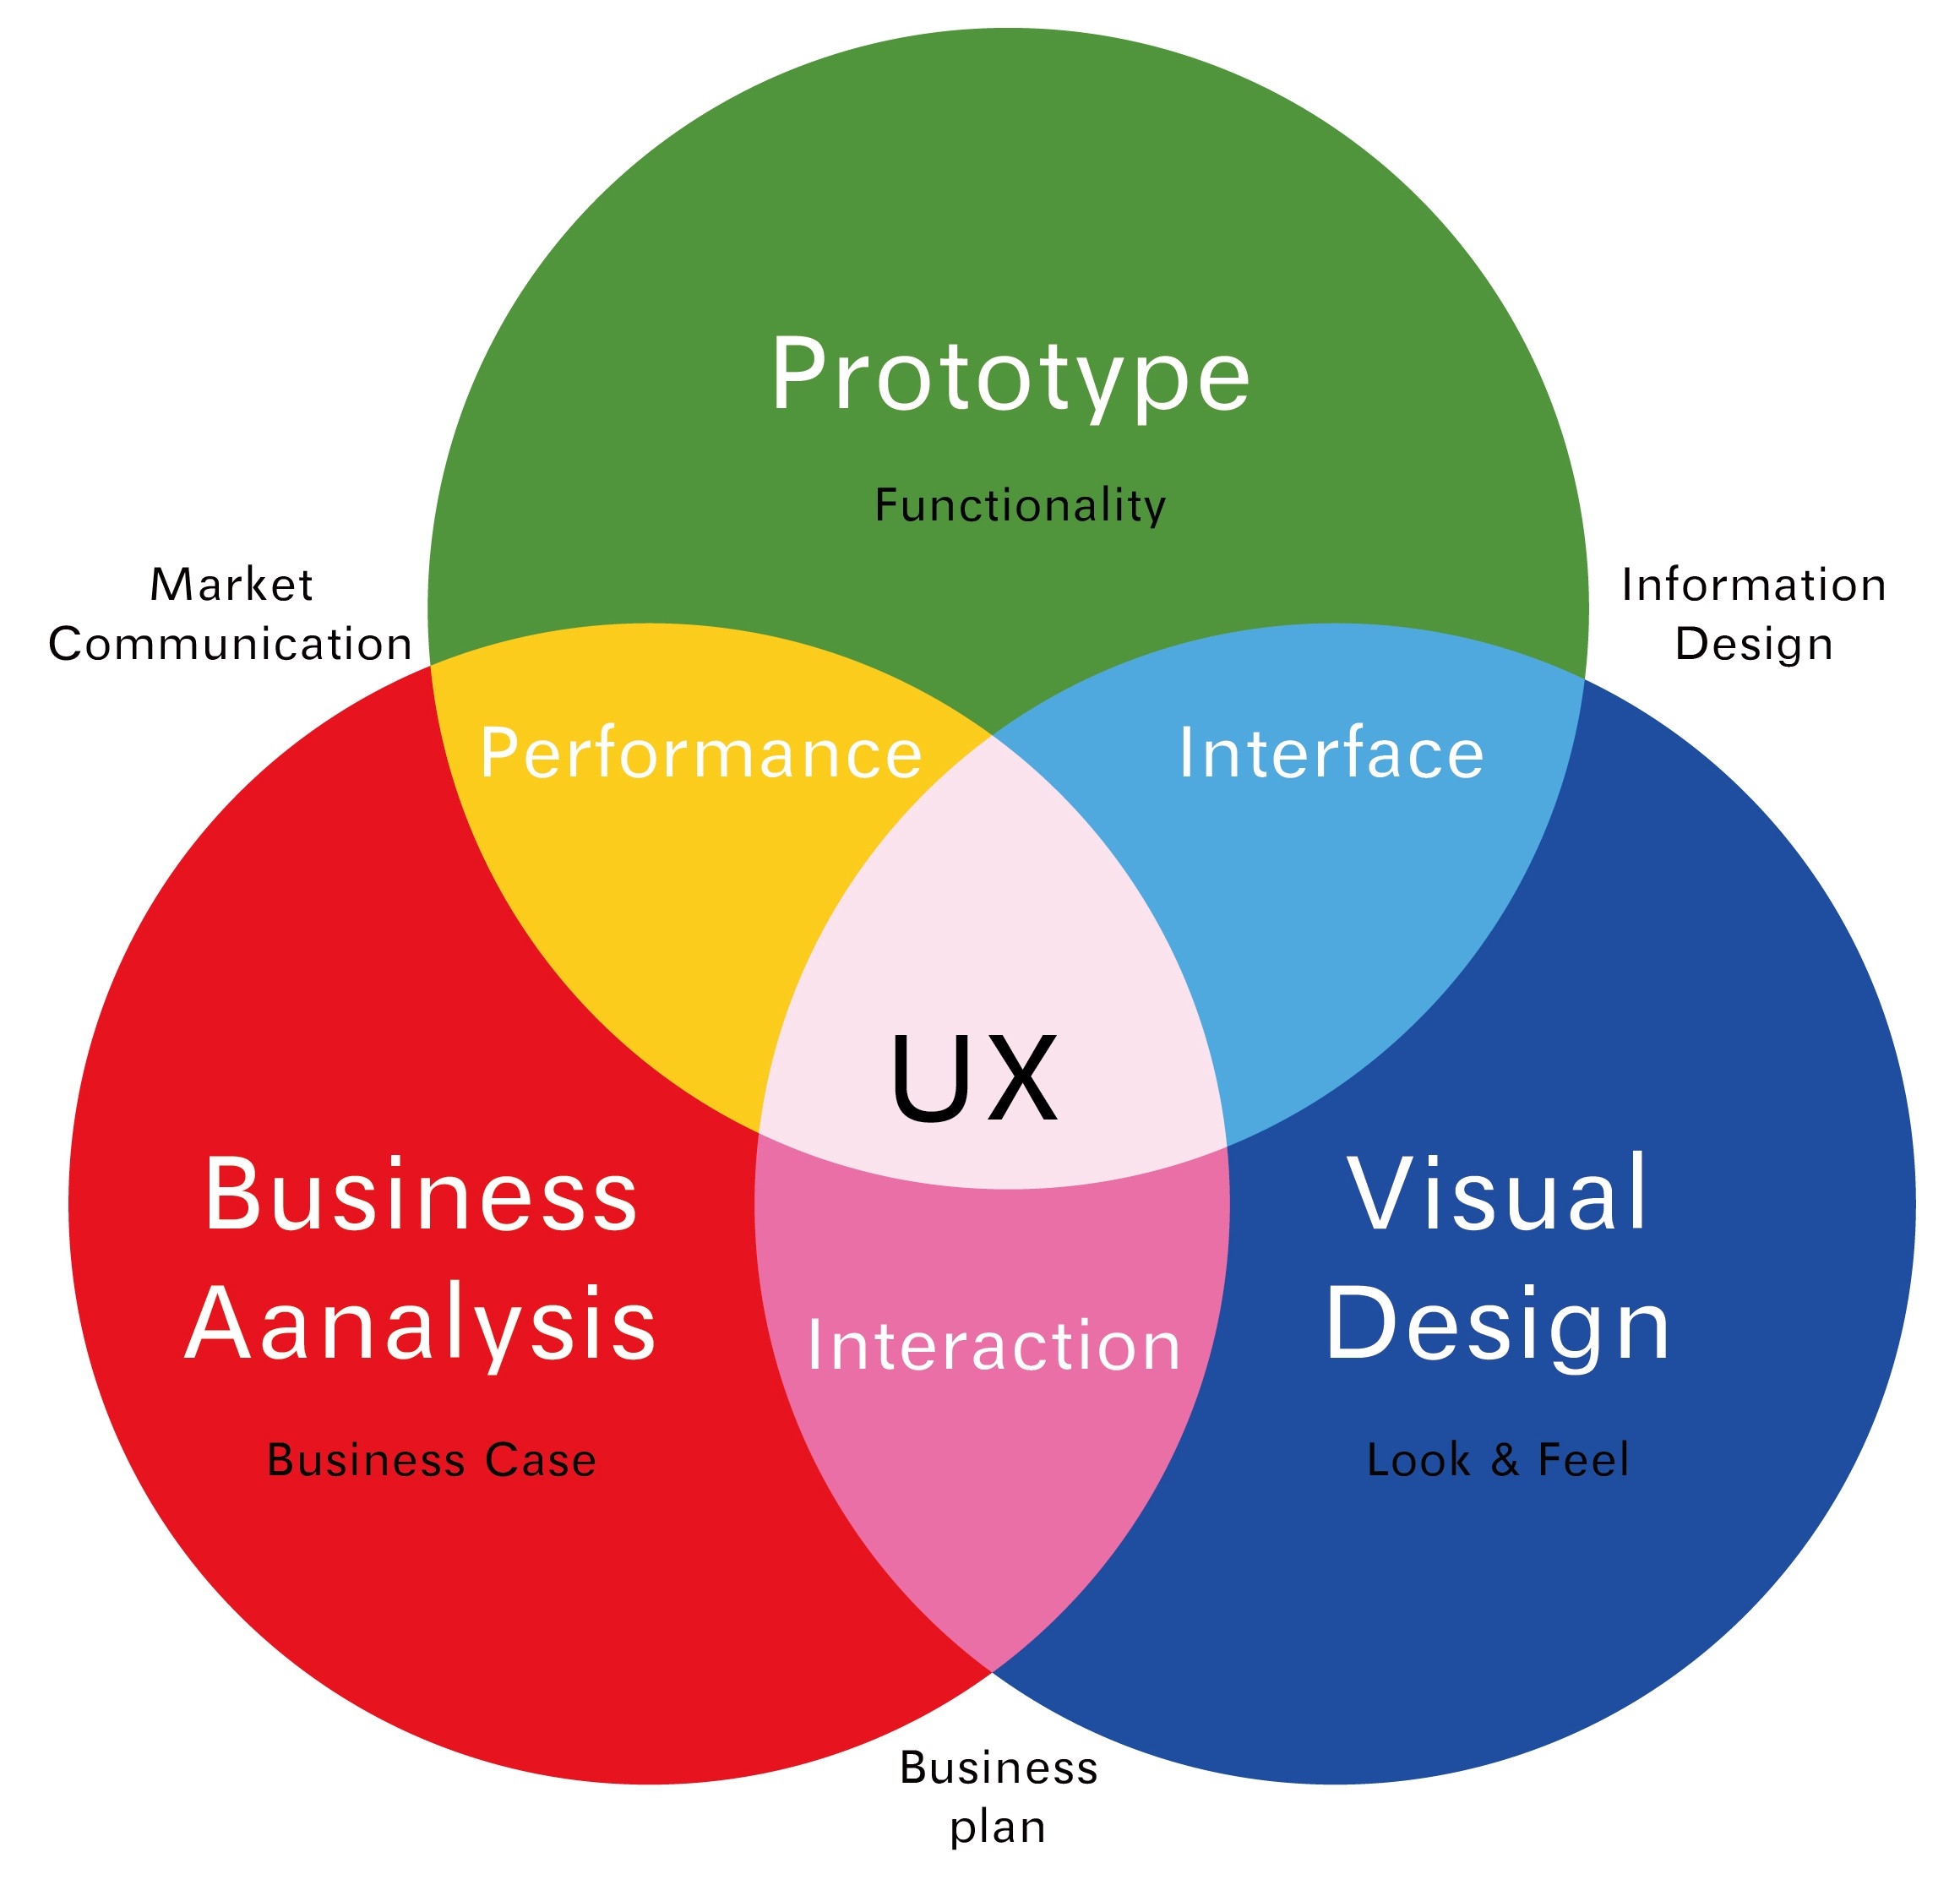 Prototype
Functionality
Market
Communication
Information
Design
Performance
Interface
UX
Business
Aanalysis
Business Case
Interaction
Visual
Design
Look & Feel
Business
plan